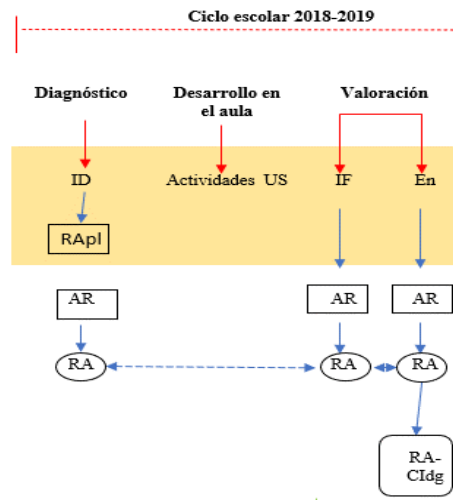 Ciclo escolar 2018-2019
Diagnóstico
Desarrollo en
el aula
Valoración
ID
Actividades US
IF
En
RApl
AR
AR
AR
RA
RA
RA
RA-
CIdg